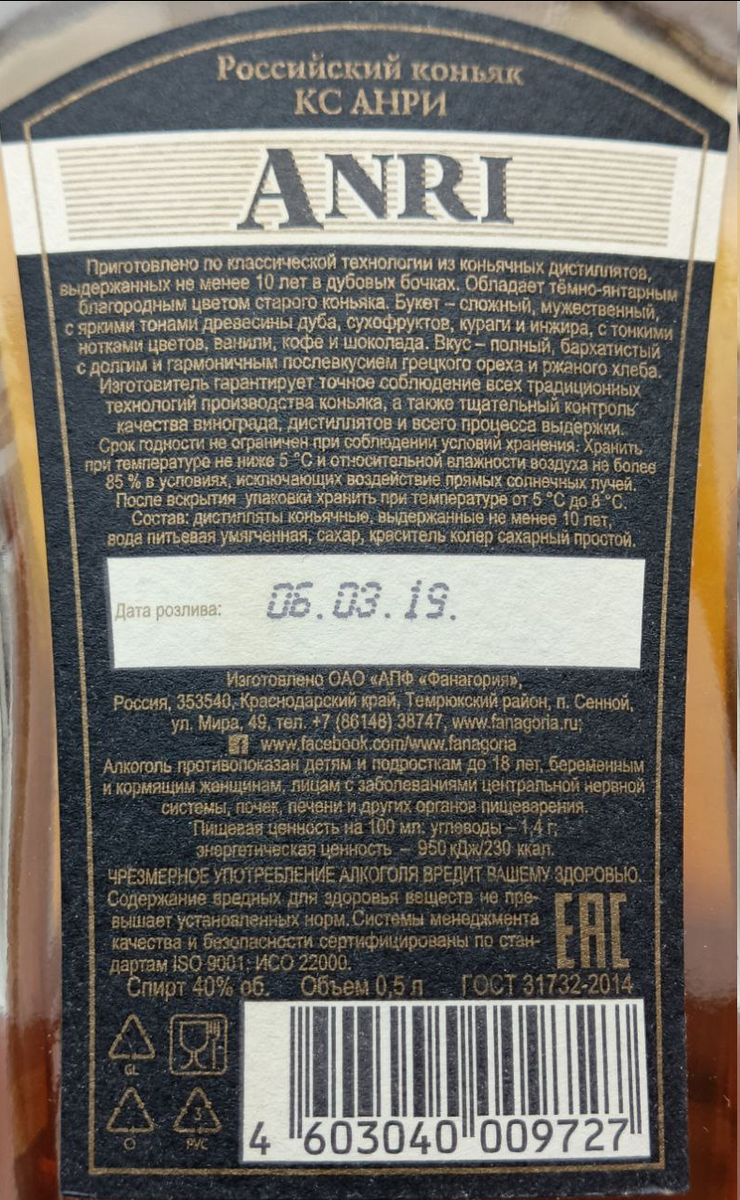 Российский коньяк
КС АНРИ
ANRI
Приготовлено по классической технологии из коньячных дистиллятов,
выдержанных не менее 10 лет в дубовых бочках. Обладает тёмно-янтарным
благородным цветом старого коньяка. Букет – сложный, мужественный,
с яркими тонами древесины дуба, сухофруктов, кураги и инжира, с тонкими
нотками цветов, ванили, кофе и шоколада. Вкус – полный, бархатистый
с долгим и гармоничным послевкусием грецкого ореха и ржаного хлеба.
Изготовитель гарантирует точное соблюдение всех традиционных
технологий производства коньяка, а также тщательный контроль
качества винограда, дистиллятов и всего процесса выдержки.
Срок годности не ограничен при соблюдении условий хранения: Хранить
при температуре не ниже 5 °С и относительной влажности воздуха не более
85 % в условиях, исключающих воздействие прямых солнечных лучей.
После вскрытия упаковки хранить при температуре от 5 °С до 8 °С.
Состав: дистилляты коньячные, выдержанные не менее 10 лет,
вода питьевая умягченная, сахар, краситель колер сахарный простой.
Дата розлива: 06.03.19.
Изготовлено ОАО «АПФ «Фанагория»,
Россия, 353540, Краснодарский край, Темрюкский район, п. Сенной,
ул. Мира, 49, тел. +7 (86148) 38747, www.fanagoria.ru;
f www.facebook.com/www.fanagoria
Алкоголь противопоказан детям и подросткам до 18 лет, беременным
и кормящим женщинам, лицам с заболеваниями центральной нервной
системы, почек, печени и других органов пищеварения.
Пищевая ценность на 100 мл: углеводы – 1,4 г;
энергетическая ценность – 950 кДж/230 ккал.
ЧРЕЗМЕРНОЕ УПОТРЕБЛЕНИЕ АЛКОГОЛЯ ВРЕДИТ ВАШЕМУ ЗДОРОВЬЮ.
Содержание вредных для здоровья веществ не пре-
вышает установленных норм. Системы менеджмента
качества и безопасности сертифицированы по стан-
дартам ISO 9001; ИСО 22000.
EAC
Спирт 40% об. Объем 0,5 л ГОСТ 31732-2014
GL
O
3
PVC
4 603040 009727